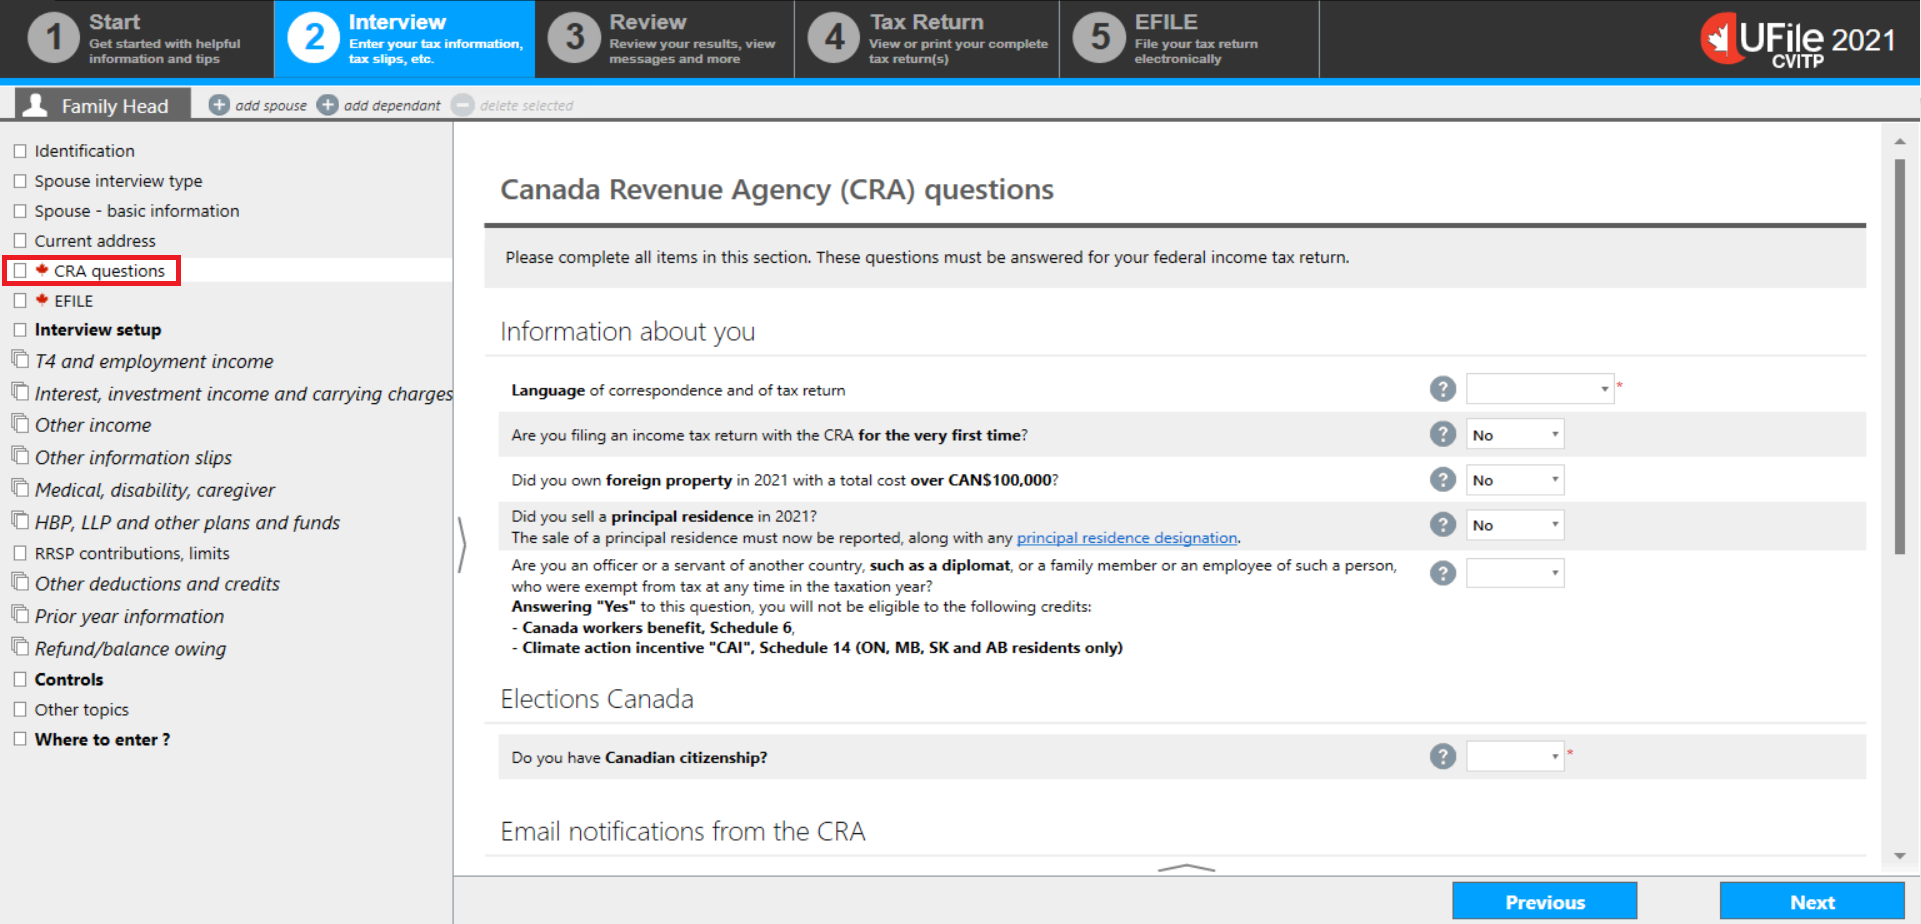 1
Start
Get started with helpful
information and tips
2
Interview
Enter your tax information,
tax slips, etc.
3
Review
Review your results, view
messages and more
4
Tax Return
View or print your complete
tax return(s)
5
EFILE
File your tax return
electronically
UFile 2021
CVITP
Family Head
add spouse
add dependant
delete selected
Identification
Spouse interview type
Spouse - basic information
Current address
CRA questions
EFILE
Interview setup
T4 and employment income
Interest, investment income and carrying charges
Other income
Other information slips
Medical, disability, caregiver
HBP, LLP and other plans and funds
RRSP contributions, limits
Other deductions and credits
Prior year information
Refund/balance owing
Controls
Other topics
Where to enter ?
Canada Revenue Agency (CRA) questions
Please complete all items in this section. These questions must be answered for your federal income tax return.
Information about you
Language of correspondence and of tax return ? *
Are you filing an income tax return with the CRA for the very first time? ? No
Did you own foreign property in 2021 with a total cost over CAN$100,000? ? No
Did you sell a principal residence in 2021?
The sale of a principal residence must now be reported, along with any principal residence designation. ? No
Are you an officer or a servant of another country, such as a diplomat, or a family member or an employee of such a person, ?
who were exempt from tax at any time in the taxation year?
Answering "Yes" to this question, you will not be eligible to the following credits:
- Canada workers benefit, Schedule 6,
- Climate action incentive "CAI", Schedule 14 (ON, MB, SK and AB residents only)
Elections Canada
Do you have Canadian citizenship? ? *
Email notifications from the CRA
Previous
Next